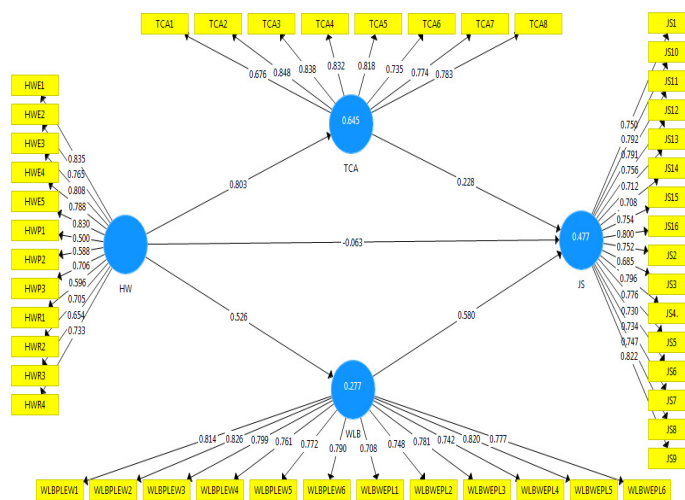 TCA1 TCA2 TCA3 TCA4 TCA5 TCA6 TCA7 TCA8
0.676 0.848 0.838 0.832 0.818 0.735 0.774 0.783
HWE1
HWE2
HWE3
HWE4
HWE5
HWP1
HWP2
HWP3
HWR1
HWR2
HWR3
HWR4
0.835
0.765
0.808
0.788
0.830
0.500
0.588
0.706
0.596
0.705
0.654
0.733
HW
0.645
TCA
0.803
0.228
-0.063
0.526
0.580
0.277
WLB
0.477
JS
0.750
0.792
0.791
0.756
0.712
0.708
0.754
0.800
0.752
0.685
0.796
0.776
0.730
0.734
0.747
0.822
JS1
JS10
JS11
JS12
JS13
JS14
JS15
JS16
JS2
JS3
JS4.
JS5
JS6
JS7
JS8
JS9
0.814 0.826 0.799 0.761 0.772 0.790 0.708 0.748 0.781 0.742 0.820 0.777
WLBPLEW1 WLBPLEW2 WLBPLEW3 WLBPLEW4 WLBPLEW5 WLBPLEW6 WLBWEPL1 WLBWEPL2 WLBWEPL3 WLBWEPL4 WLBWEPL5 WLBWEPL6